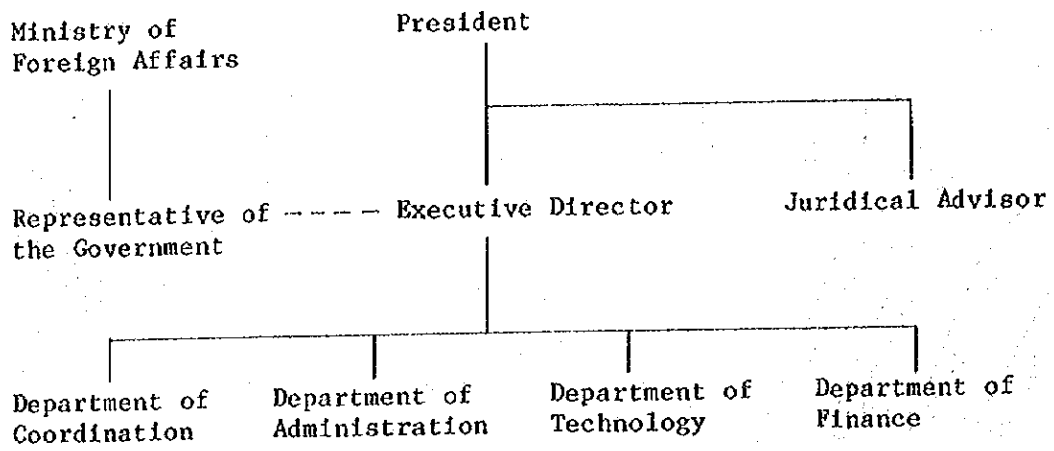 Ministry of
Foreign Affairs
President
Representative of
the Government
Executive Director
Juridical Advisor
Department of
Coordination
Department of
Administration
Department of
Technology
Department of
Finance